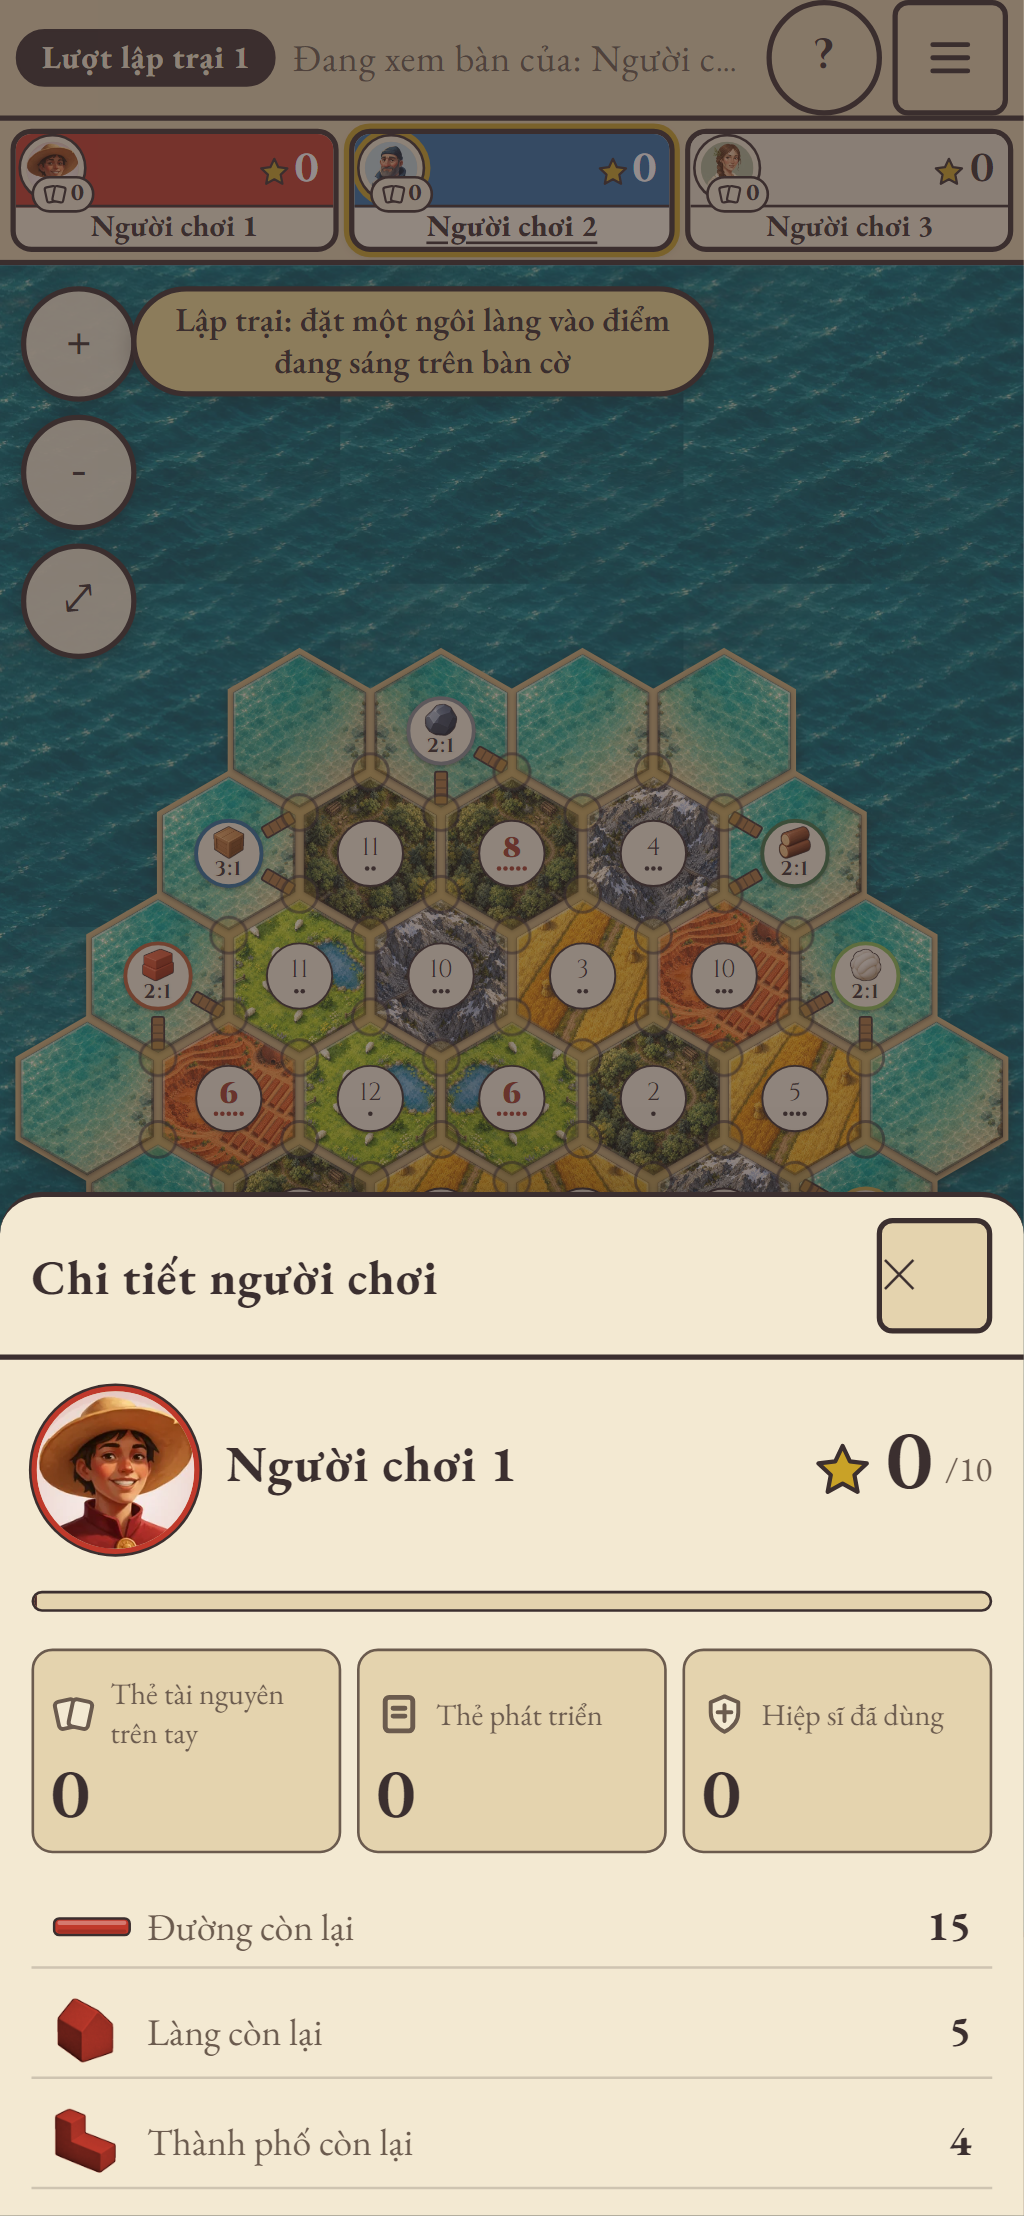 Lượt lập trại 1
Đang xem bàn của: Người c...
?
0
0
Người chơi 1
0
0
Người chơi 2
0
0
Người chơi 3
+
Lập trại: đặt một ngôi làng vào điểm
đang sáng trên bàn cờ
-
2:1
3:1
11
8
4
2:1
2:1
11
10
3
10
2:1
6
12
6
2
5
Chi tiết người chơi
Người chơi 1
0 /10
Thẻ tài nguyên
trên tay
0
Thẻ phát triển
0
Hiệp sĩ đã dùng
0
Đường còn lại
15
Làng còn lại
5
Thành phố còn lại
4